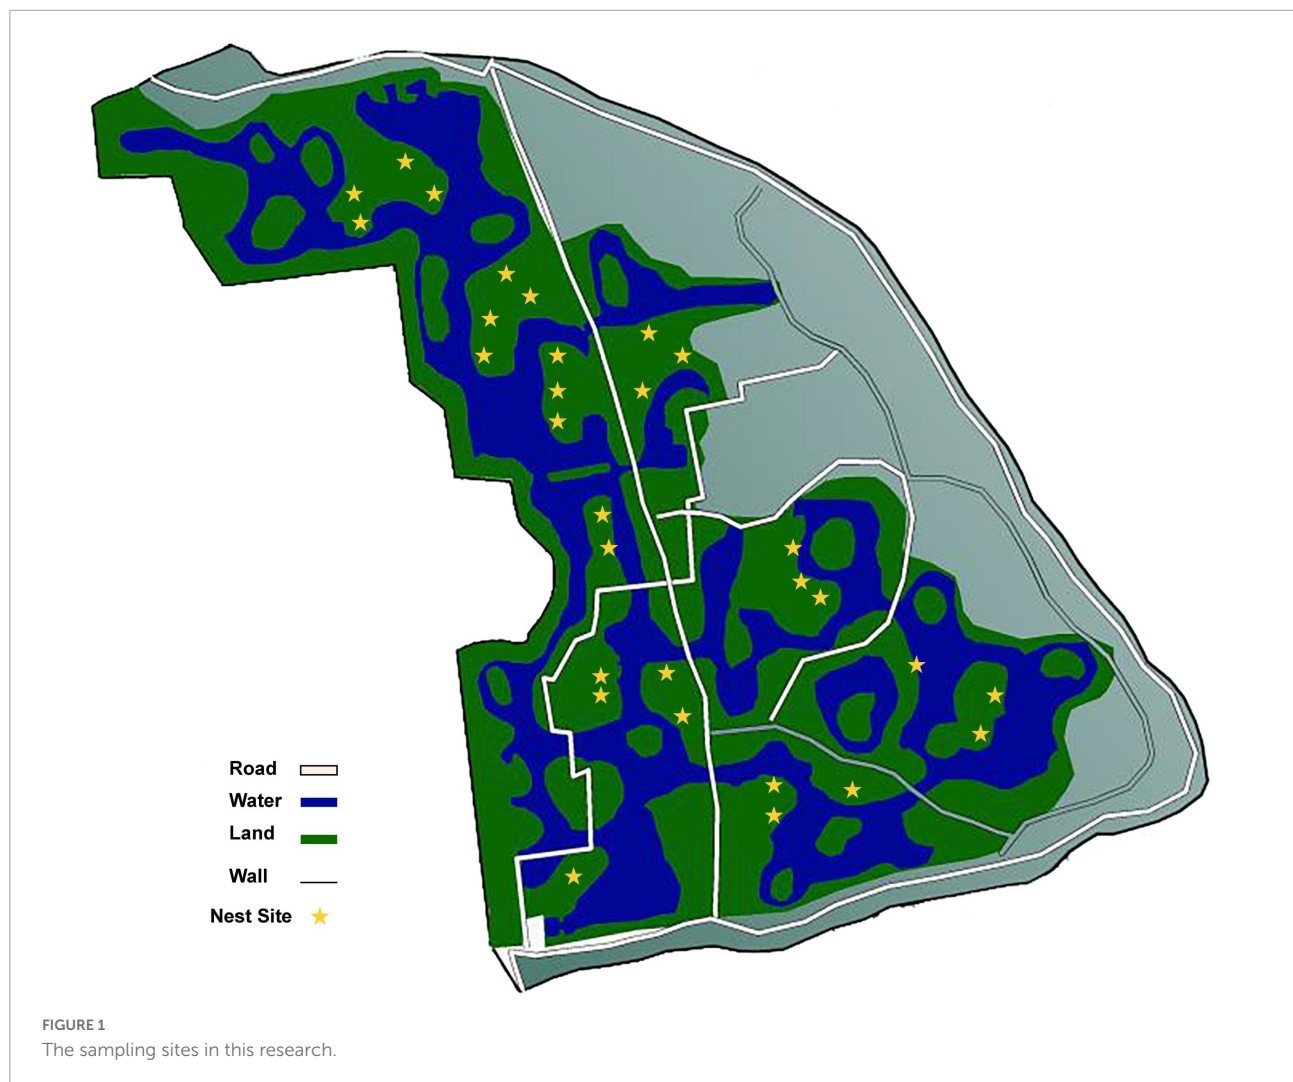 Road
Water
Land
Wall
Nest Site
FIGURE 1
The sampling sites in this research.